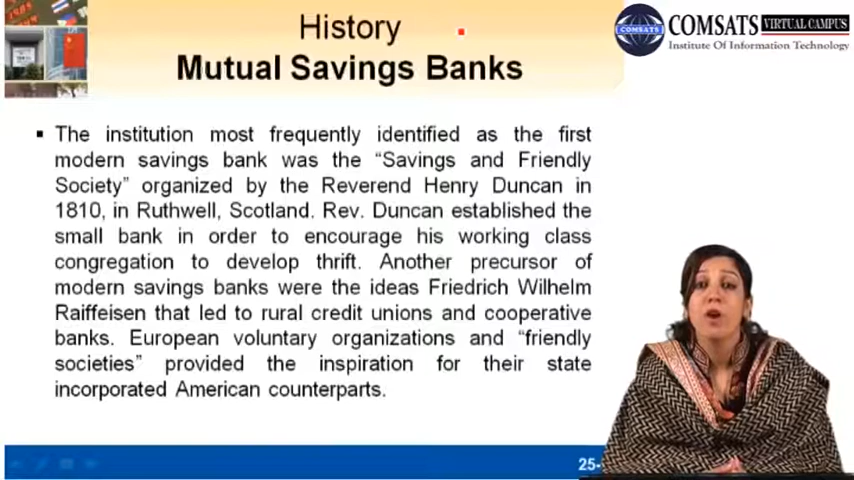 History
Mutual Savings Banks
COMSATS VIRTUAL CAMPUS
Institute Of Information Technology
COMSATS
▪ The institution most frequently identified as the first
modern savings bank was the “Savings and Friendly
Society” organized by the Reverend Henry Duncan in
1810, in Ruthwell, Scotland. Rev. Duncan established the
small bank in order to encourage his working class
congregation to develop thrift. Another precursor of
modern savings banks were the ideas Friedrich Wilhelm
Raiffeisen that led to rural credit unions and cooperative
banks. European voluntary organizations and “friendly
societies” provided the inspiration for their state
incorporated American counterparts.
25-